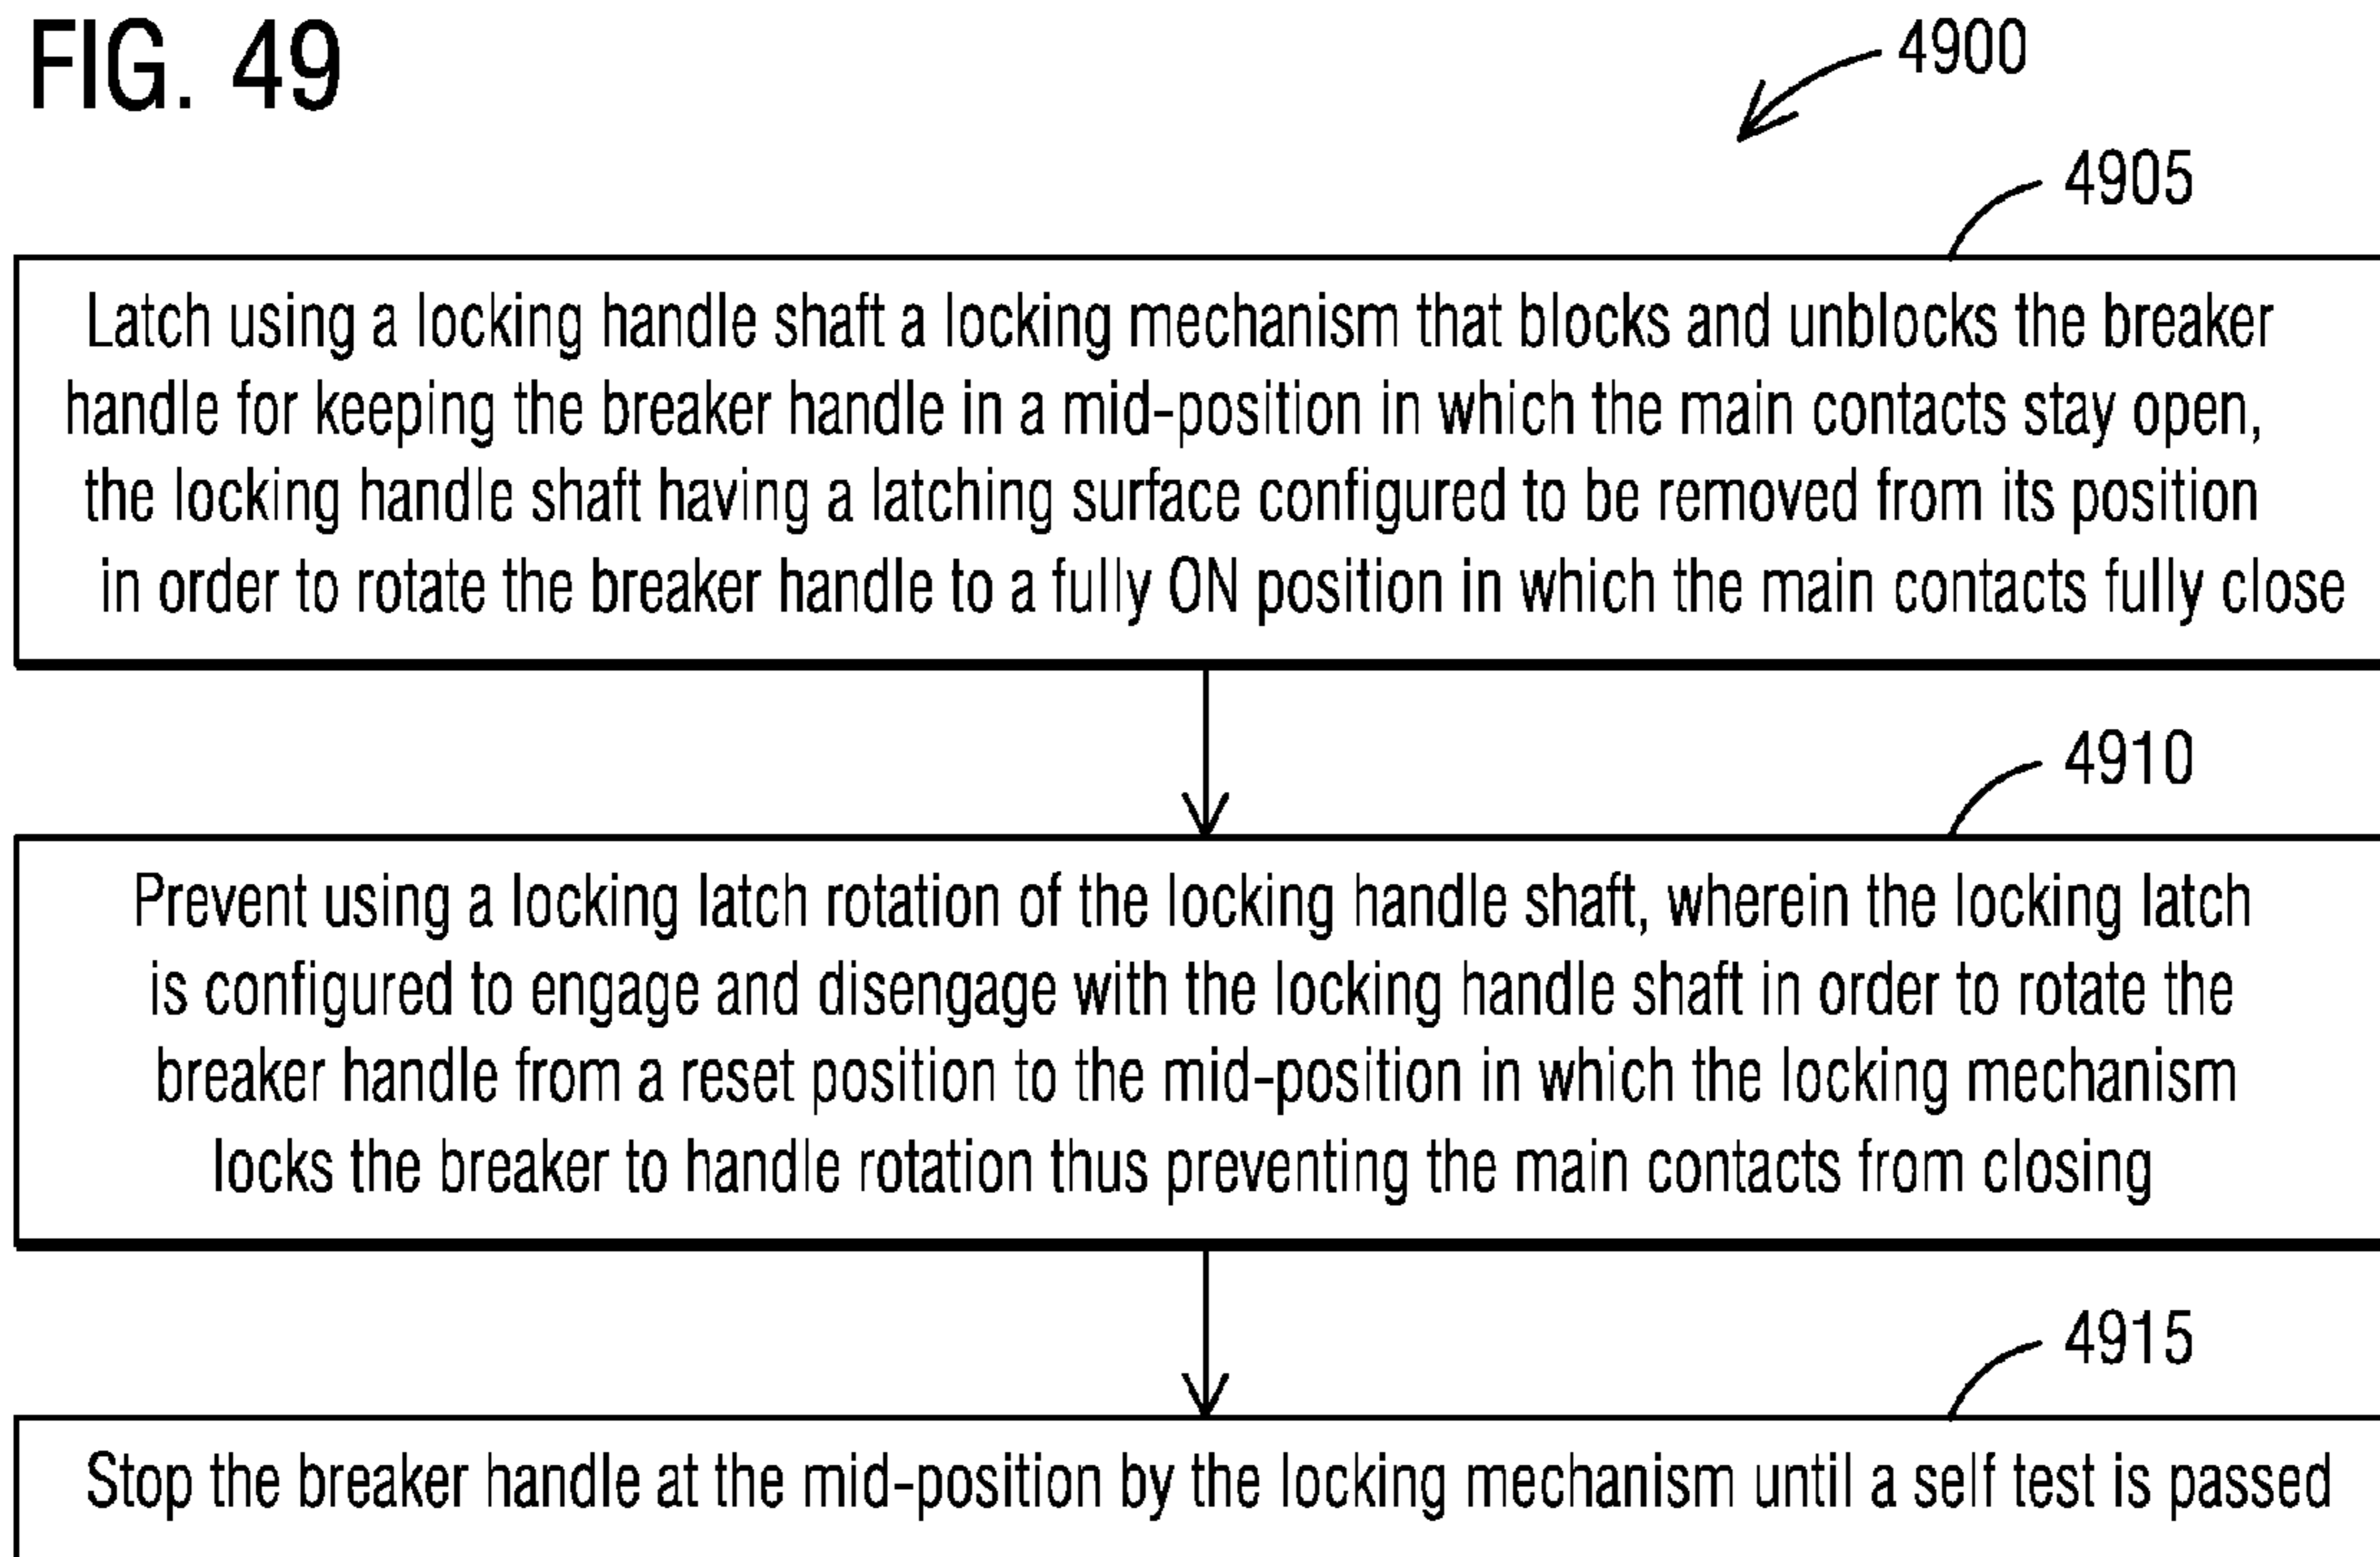 FIG. 49
4900
4905
Latch using a locking handle shaft a locking mechanism that blocks and unblocks the breaker
handle for keeping the breaker handle in a mid-position in which the main contacts stay open,
the locking handle shaft having a latching surface configured to be removed from its position
in order to rotate the breaker handle to a fully ON position in which the main contacts fully close
4910
Prevent using a locking latch rotation of the locking handle shaft, wherein the locking latch
is configured to engage and disengage with the locking handle shaft in order to rotate the
breaker handle from a reset position to the mid-position in which the locking mechanism
locks the breaker to handle rotation thus preventing the main contacts from closing
4915
Stop the breaker handle at the mid-position by the locking mechanism until a self test is passed